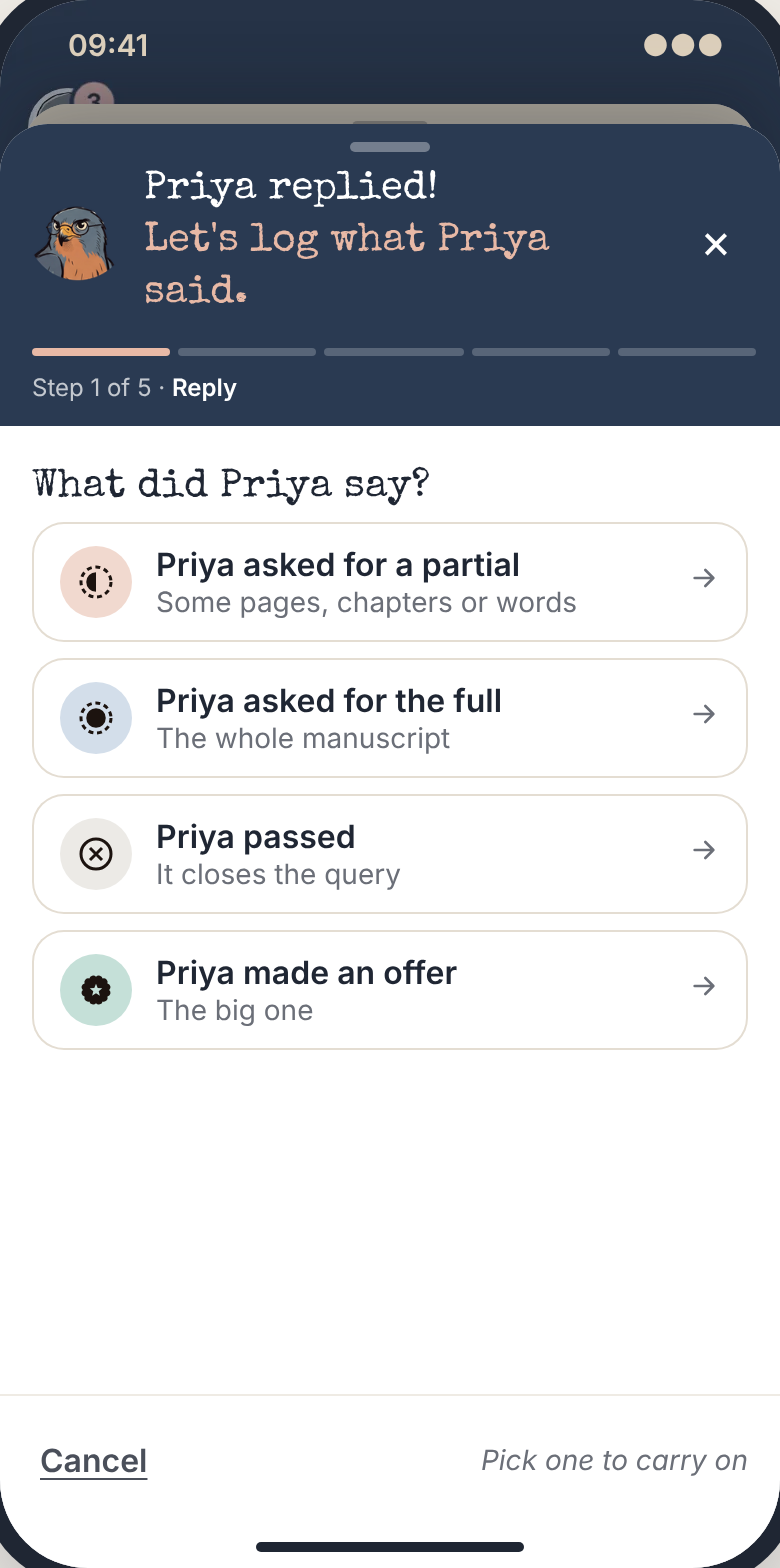 09:41
3
Priya replied!
Let's log what Priya
said.
Step 1 of 5 · Reply
What did Priya say?
Priya asked for a partial
Some pages, chapters or words
Priya asked for the full
The whole manuscript
Priya passed
It closes the query
Priya made an offer
The big one
Cancel
Pick one to carry on